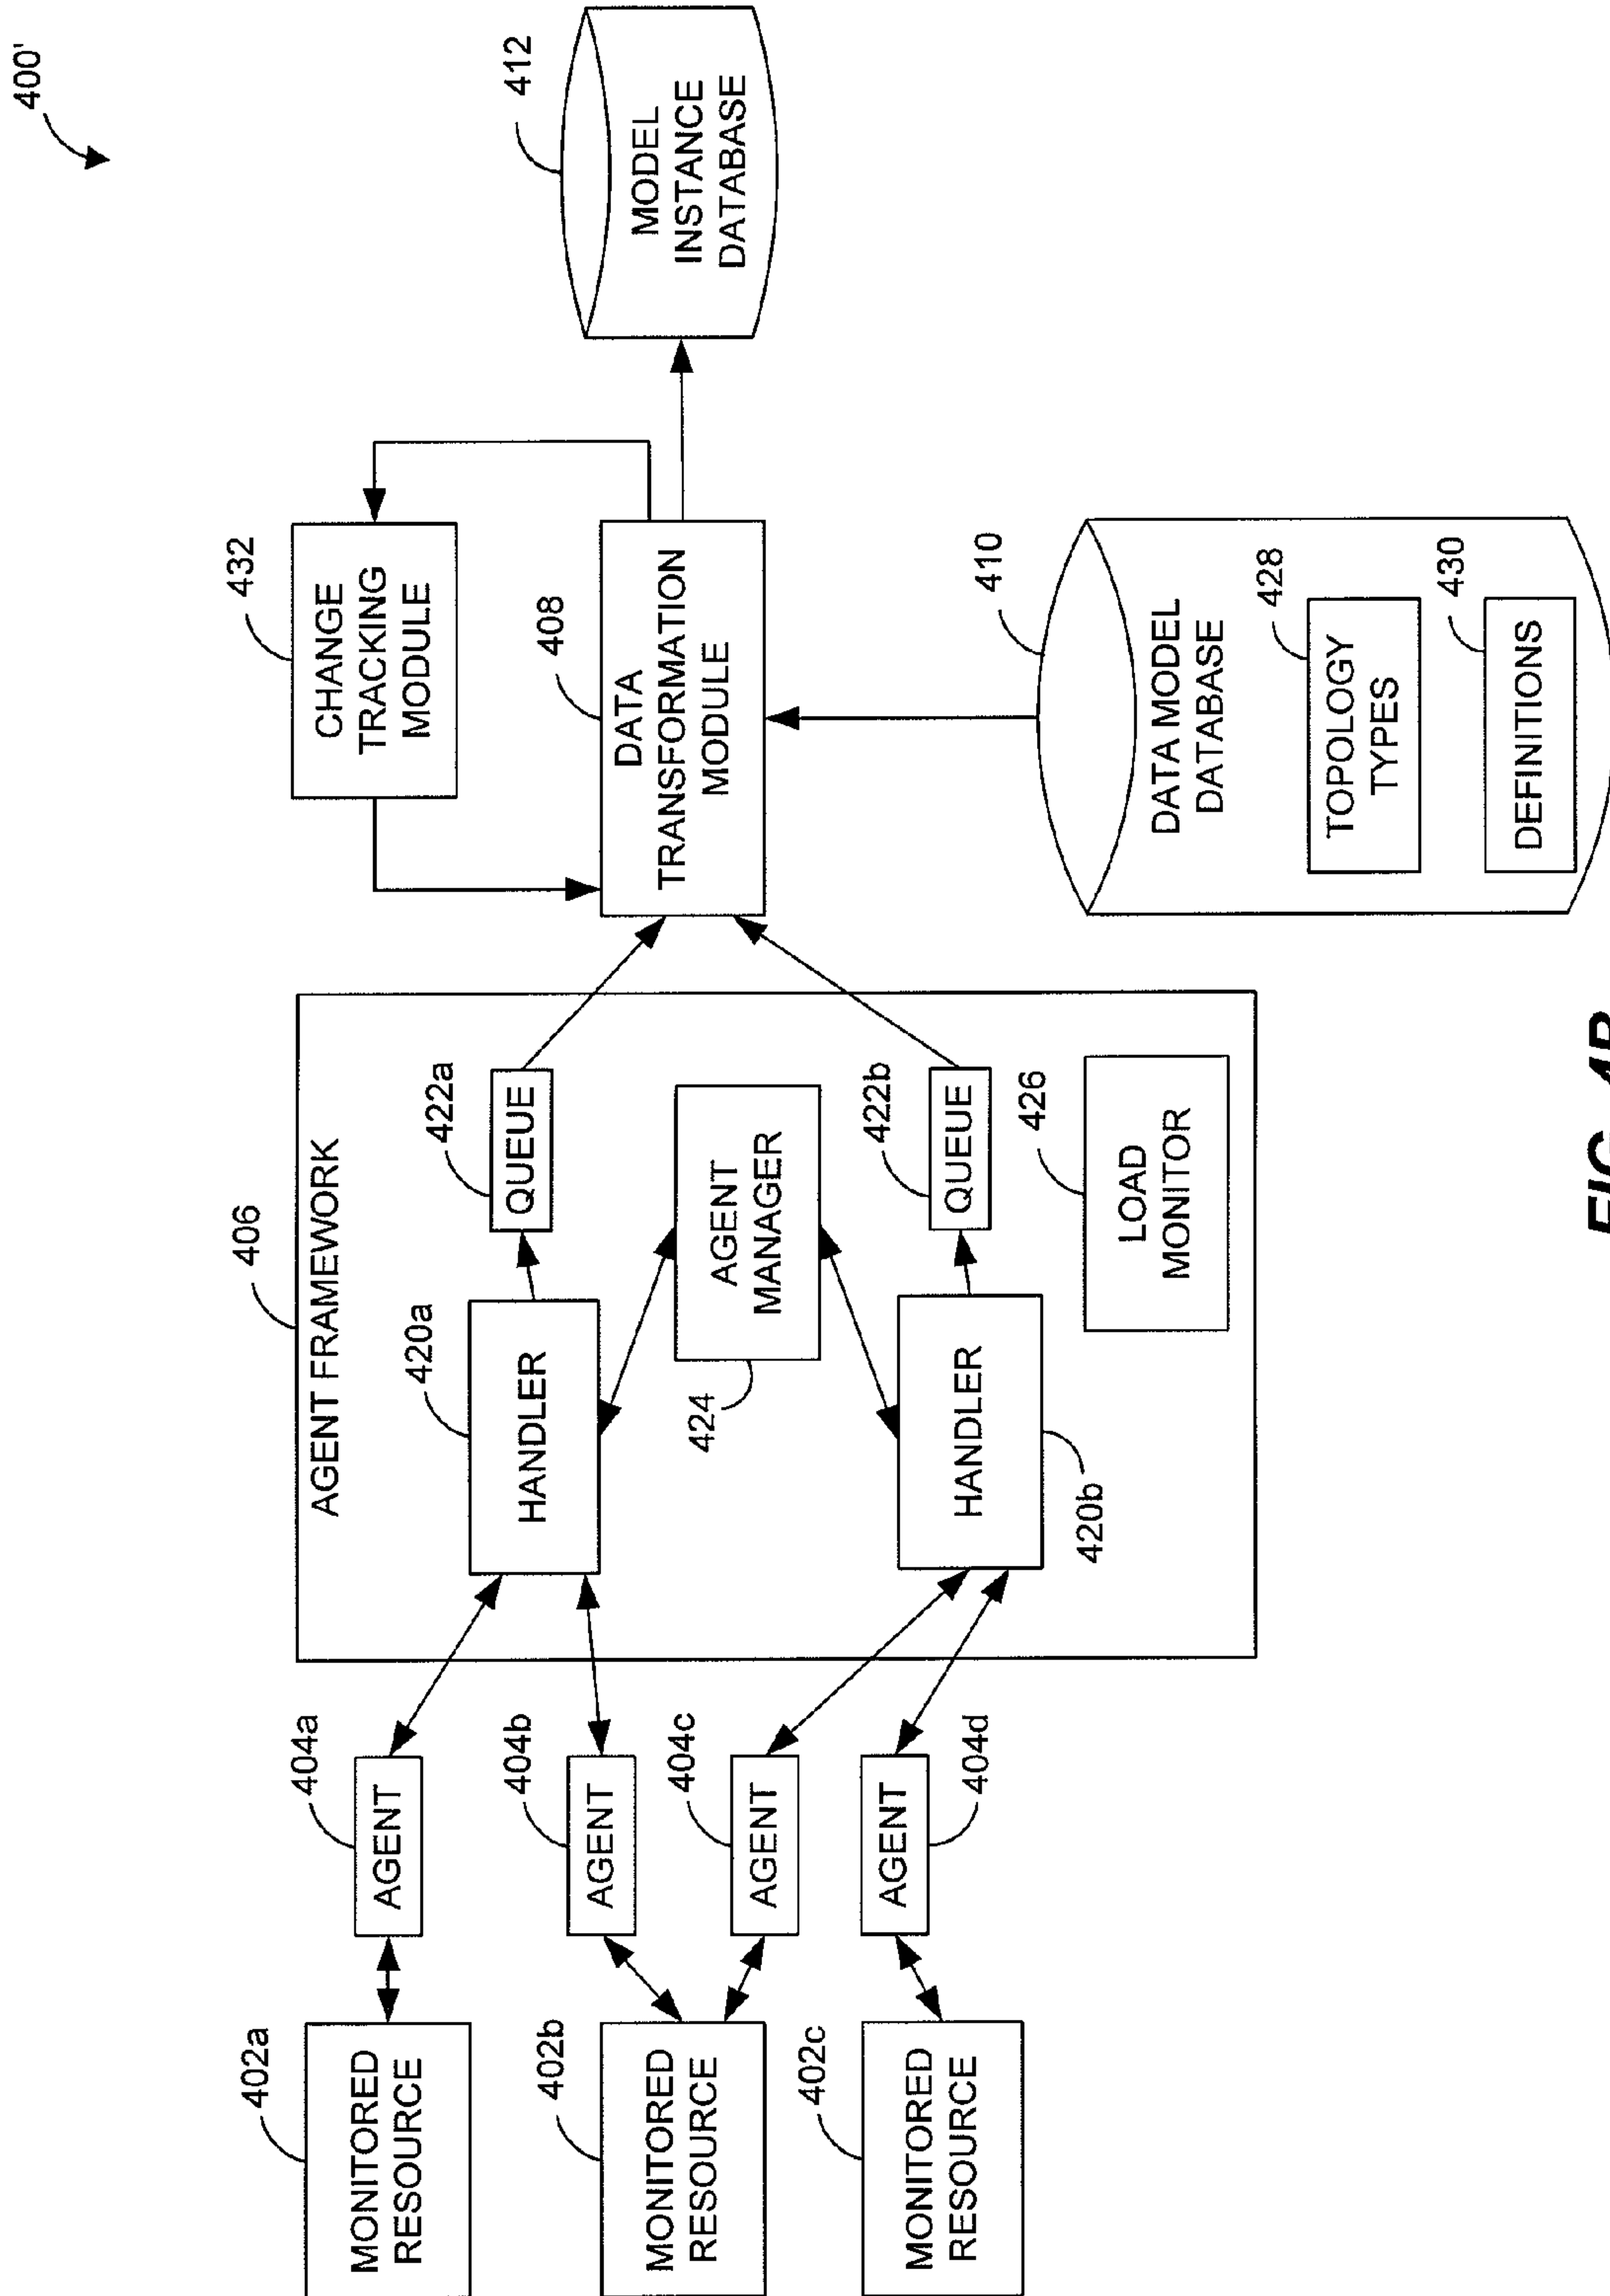 400'
402a
MONITORED
RESOURCE
402b
MONITORED
RESOURCE
402c
MONITORED
RESOURCE
404a
AGENT
404b
AGENT
404c
AGENT
AGENT
404d
406
AGENT FRAMEWORK
420a
HANDLER
422a
QUEUE
AGENT
MANAGER
424
HANDLER
420b
422b
QUEUE
426
LOAD
MONITOR
432
CHANGE
TRACKING
MODULE
408
DATA
TRANSFORMATION
MODULE
410
DATA MODEL
DATABASE
428
TOPOLOGY
TYPES
430
DEFINITIONS
412
MODEL
INSTANCE
DATABASE
FIG. 4B